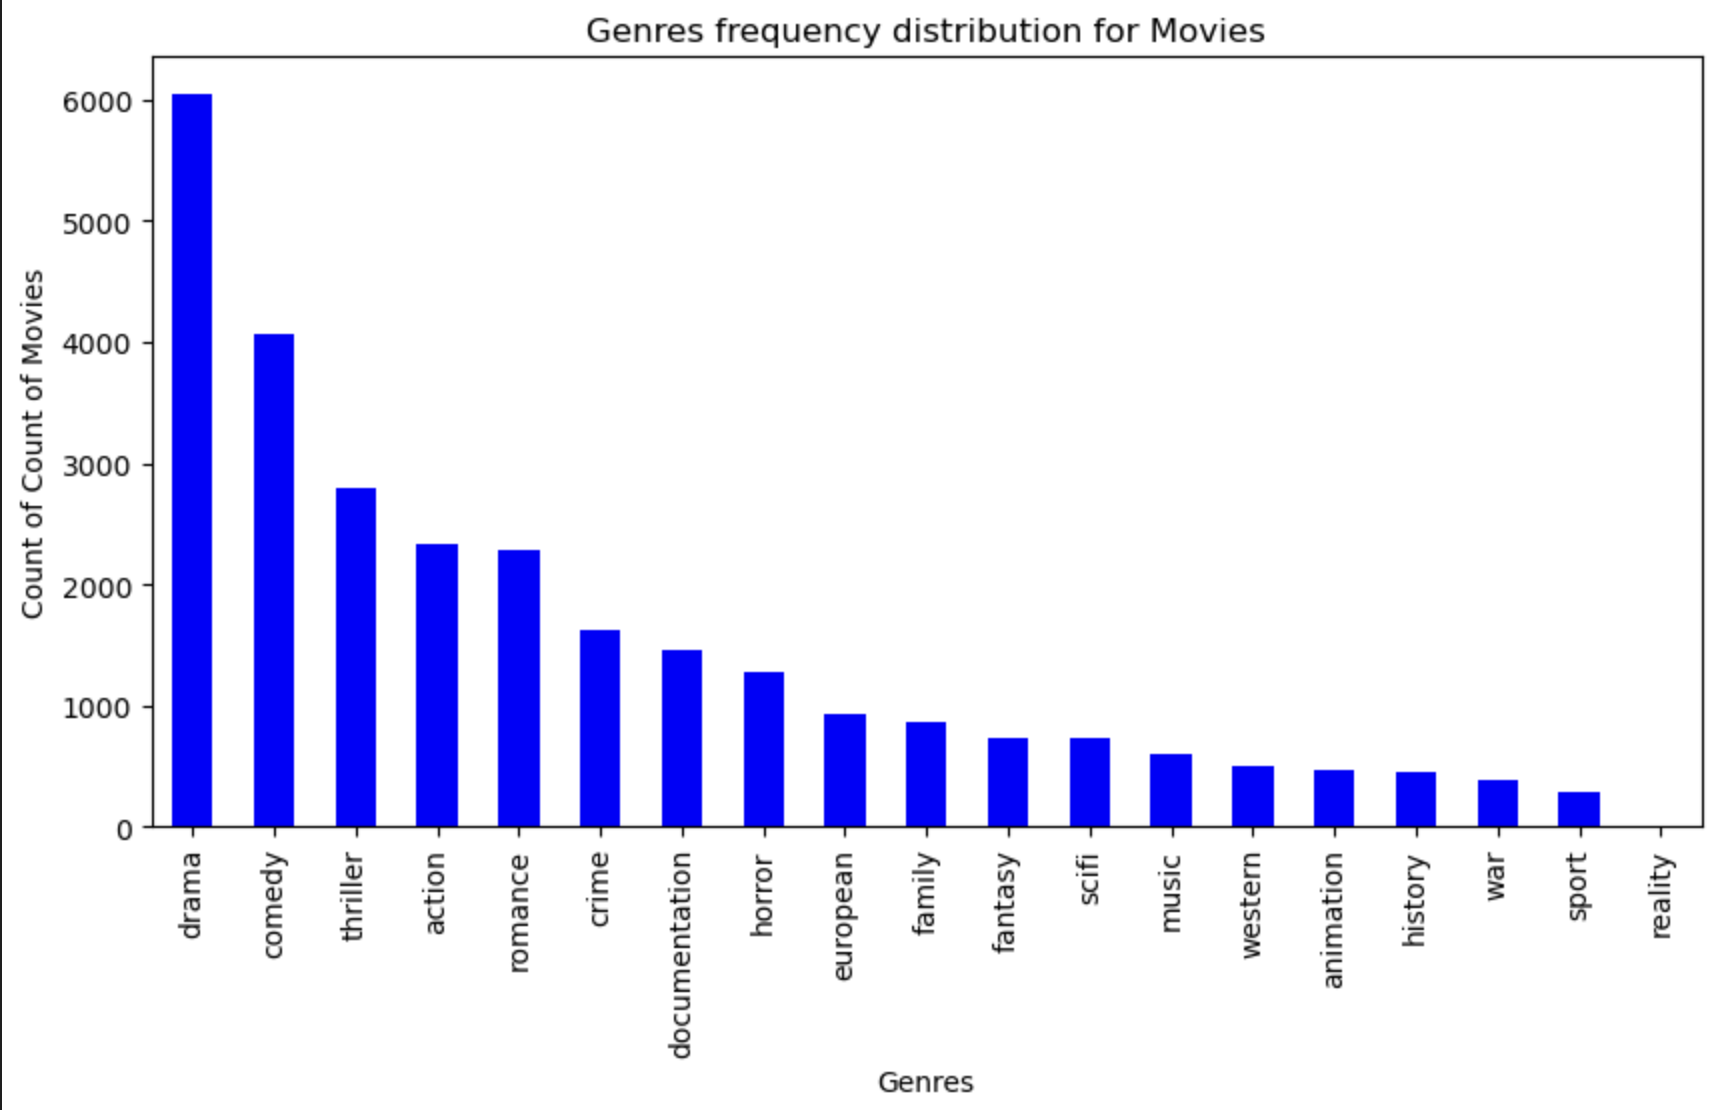 Genres frequency distribution for Movies
Count of Count of Movies
6000
5000
4000
3000
2000
1000
0
drama
comedy
thriller
action
romance
crime
documentation
horror
european
family
fantasy
scifi
music
western
animation
history
war
sport
reality
Genres